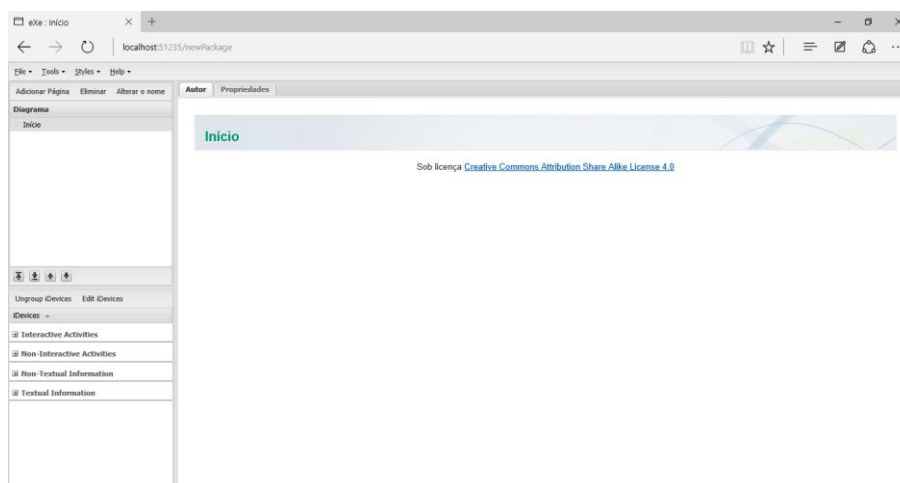 eXe : Início
localhost:51235/newPackage
File Tools Styles Help
Adicionar Página Eliminar Alterar o nome
Autor Propriedades
Diagrama
Início
Início
Sob licença Creative Commons Attribution Share Alike License 4.0
Ungroup iDevices Edit iDevices
iDevices
Interactive Activities
Non-Interactive Activities
Non-Textual Information
Textual Information